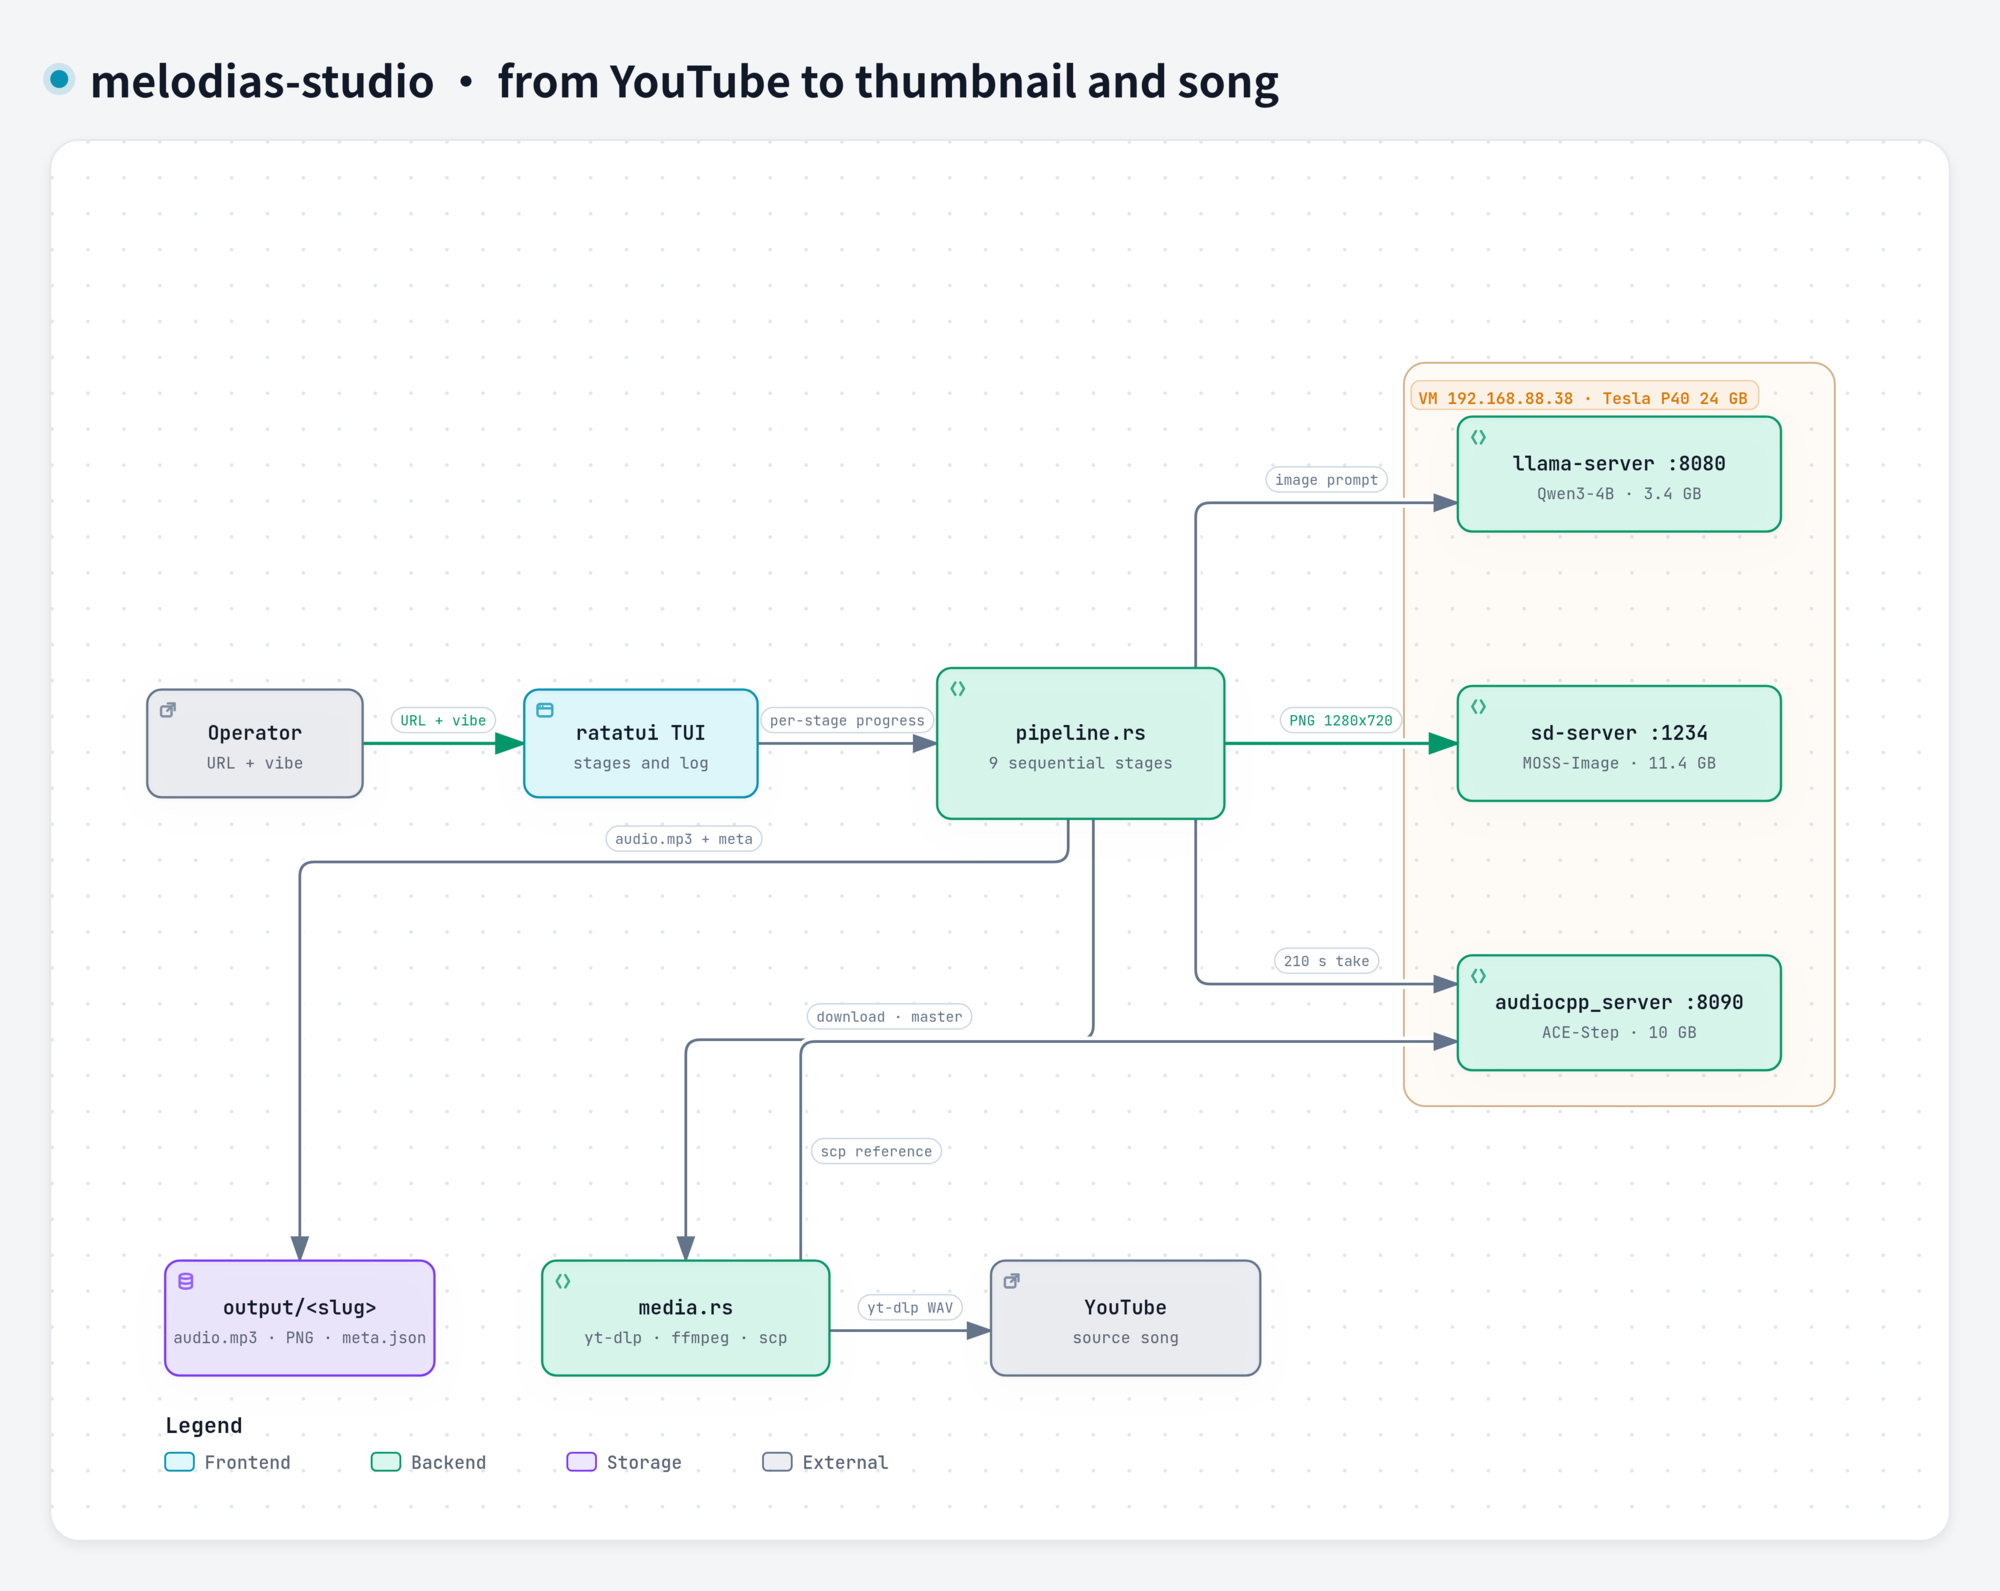 melodias-studio • from YouTube to thumbnail and song
VM 192.168.88.38 · Tesla P40 24 GB
llama-server :8080
Qwen3-4B · 3.4 GB
image prompt
Operator
URL + vibe
URL + vibe
ratatui TUI
stages and log
per-stage progress
pipeline.rs
9 sequential stages
PNG 1280x720
sd-server :1234
MOSS-Image · 11.4 GB
audio.mp3 + meta
210 s take
audiocpp_server :8090
ACE-Step · 10 GB
download · master
scp reference
output/<slug>
audio.mp3 · PNG · meta.json
media.rs
yt-dlp · ffmpeg · scp
yt-dlp WAV
YouTube
source song
Legend
Frontend
Backend
Storage
External